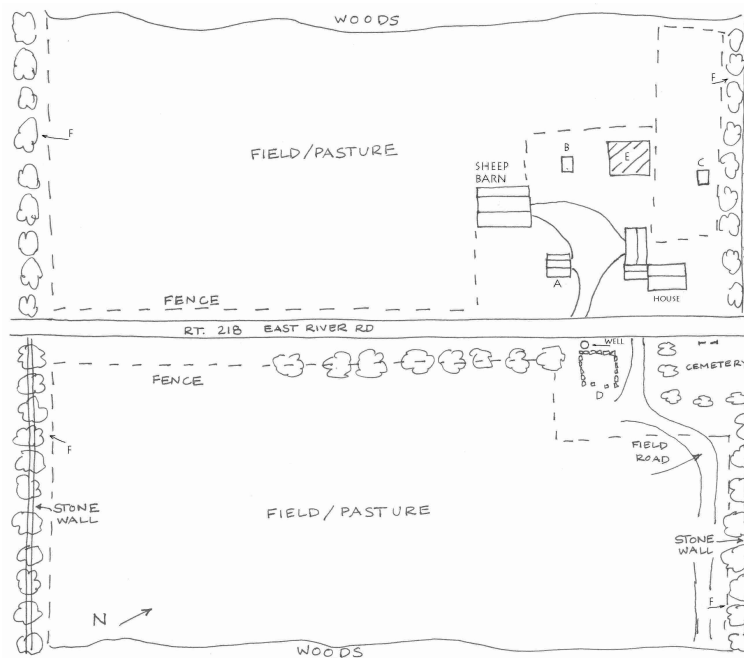 WOODS
F
F
FIELD/PASTURE
B
E
C
SHEEP
BARN
A
HOUSE
FENCE
RT. 21B EAST RIVER RD
WELL
CEMETERY
FENCE
D
F
FIELD
ROAD
STONE
WALL
FIELD/PASTURE
STONE
WALL
F
N
WOODS